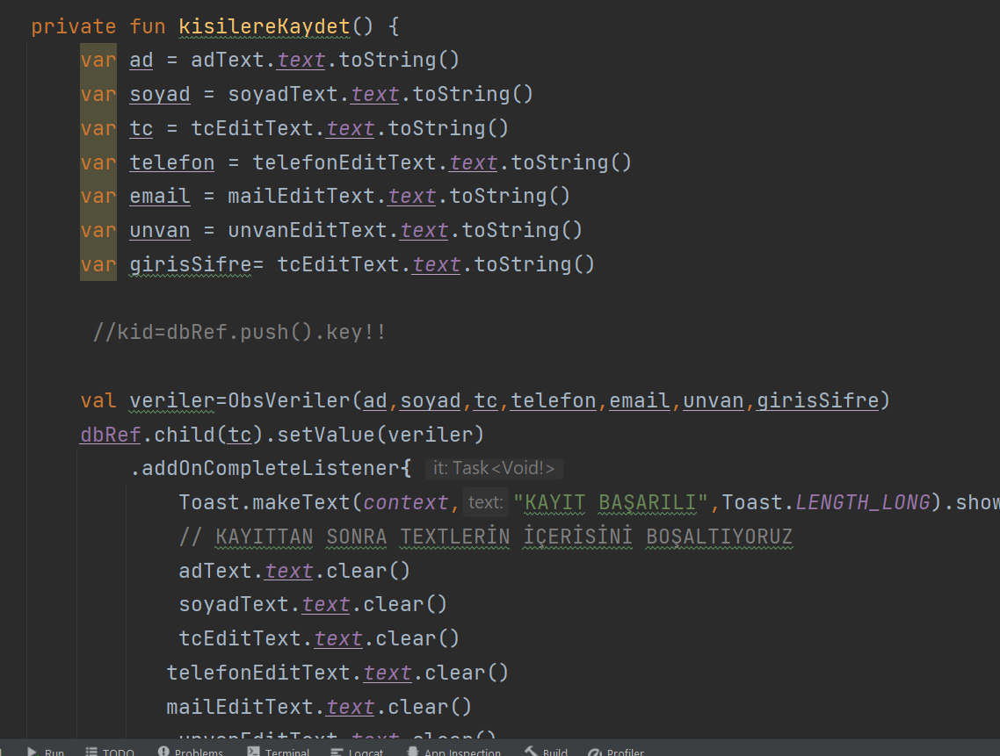 private fun kisilereKaydet() {
var ad = adText.text.toString()
var soyad = soyadText.text.toString()
var tc = tcEditText.text.toString()
var telefon = telefonEditText.text.toString()
var email = mailEditText.text.toString()
var unvan = unvanEditText.text.toString()
var girisSifre= tcEditText.text.toString()
//kid=dbRef.push().key!!
val veriler=ObsVeriler(ad,soyad,tc,telefon,email,unvan,girisSifre)
dbRef.child(tc).setValue(veriler)
.addOnCompleteListener{ it: Task<Void!>
Toast.makeText(context, text: "KAYIT BAŞARILI",Toast.LENGTH_LONG).show
// KAYITTAN SONRA TEXTLERİN İÇERİSİNİ BOŞALTIYORUZ
adText.text.clear()
soyadText.text.clear()
tcEditText.text.clear()
telefonEditText.text.clear()
mailEditText.text.clear()
unvanEditText.text.clear()
Run TODO Problems Terminal Logcat App Inspection Build Profiler